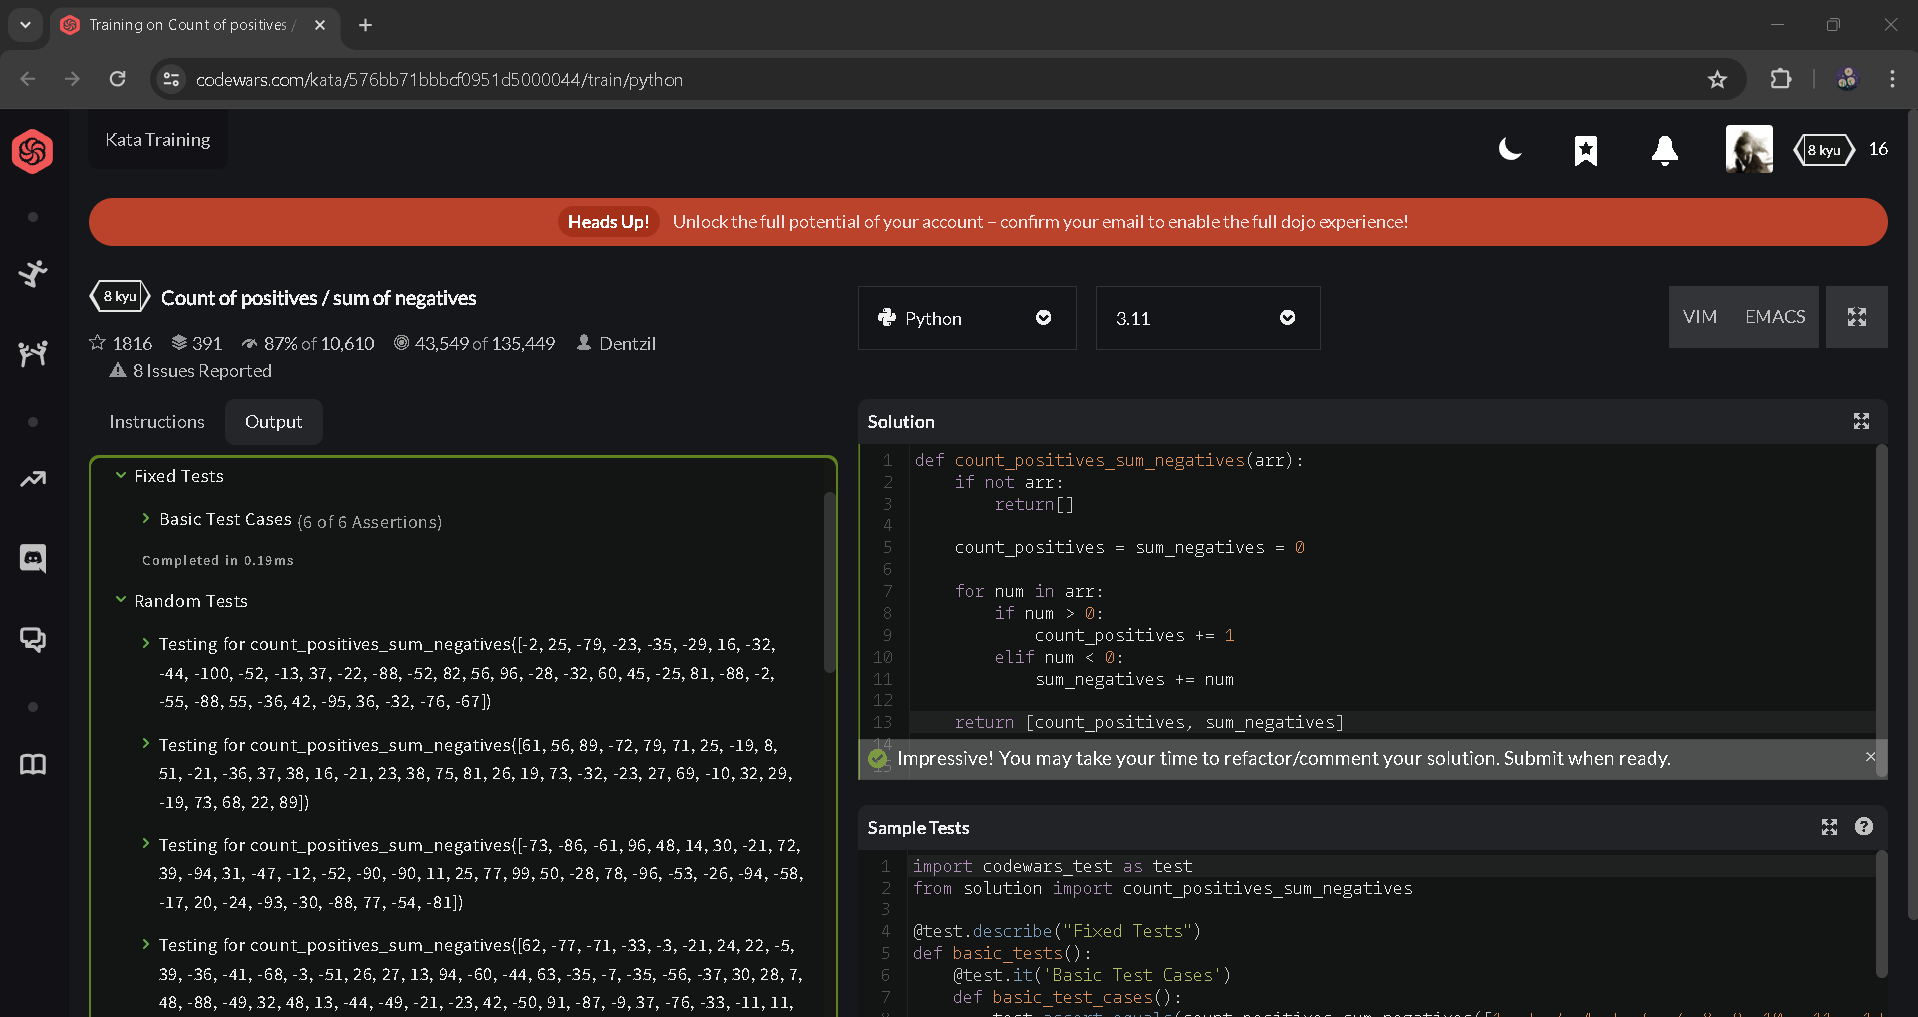 Training on Count of positives /
codewars.com/kata/576bb71bbbcf0951d5000044/train/python
Kata Training
8 kyu 16
Heads Up! Unlock the full potential of your account – confirm your email to enable the full dojo experience!
8 kyu Count of positives / sum of negatives
1816 391 87% of 10,610 43,549 of 135,449 Dentzil
8 Issues Reported
Python 3.11 VIM EMACS
Instructions Output
Fixed Tests
Basic Test Cases (6 of 6 Assertions)
Completed in 0.19ms
Random Tests
Testing for count_positives_sum_negatives([-2, 25, -79, -23, -35, -29, 16, -32,
-44, -100, -52, -13, 37, -22, -88, -52, 82, 56, 96, -28, -32, 60, 45, -25, 81, -88, -2,
-55, -88, 55, -36, 42, -95, 36, -32, -76, -67])
Testing for count_positives_sum_negatives([61, 56, 89, -72, 79, 71, 25, -19, 8,
51, -21, -36, 37, 38, 16, -21, 23, 38, 75, 81, 26, 19, 73, -32, -23, 27, 69, -10, 32, 29,
-19, 73, 68, 22, 89])
Testing for count_positives_sum_negatives([-73, -86, -61, 96, 48, 14, 30, -21, 72,
39, -94, 31, -47, -12, -52, -90, -90, 11, 25, 77, 99, 50, -28, 78, -96, -53, -26, -94, -58,
-17, 20, -24, -93, -30, -88, 77, -54, -81])
Testing for count_positives_sum_negatives([62, -77, -71, -33, -3, -21, 24, 22, -5,
39, -36, -41, -68, -3, -51, 26, 27, 13, 94, -60, -44, 63, -35, -7, -35, -56, -37, 30, 28, 7,
48, -88, -49, 32, 48, 13, -44, -49, -21, -23, 42, -50, 91, -87, -9, 37, -76, -33, -11, 11,
Solution
1 def count_positives_sum_negatives(arr):
2 if not arr:
3 return[]
4
5 count_positives = sum_negatives = 0
6
7 for num in arr:
8 if num > 0:
9 count_positives += 1
10 elif num < 0:
11 sum_negatives += num
12
13 return [count_positives, sum_negatives]
14
Impressive! You may take your time to refactor/comment your solution. Submit when ready.
Sample Tests
1 import codewars_test as test
2 from solution import count_positives_sum_negatives
3
4 @test.describe("Fixed Tests")
5 def basic_tests():
6 @test.it('Basic Test Cases')
7 def basic_test_cases():